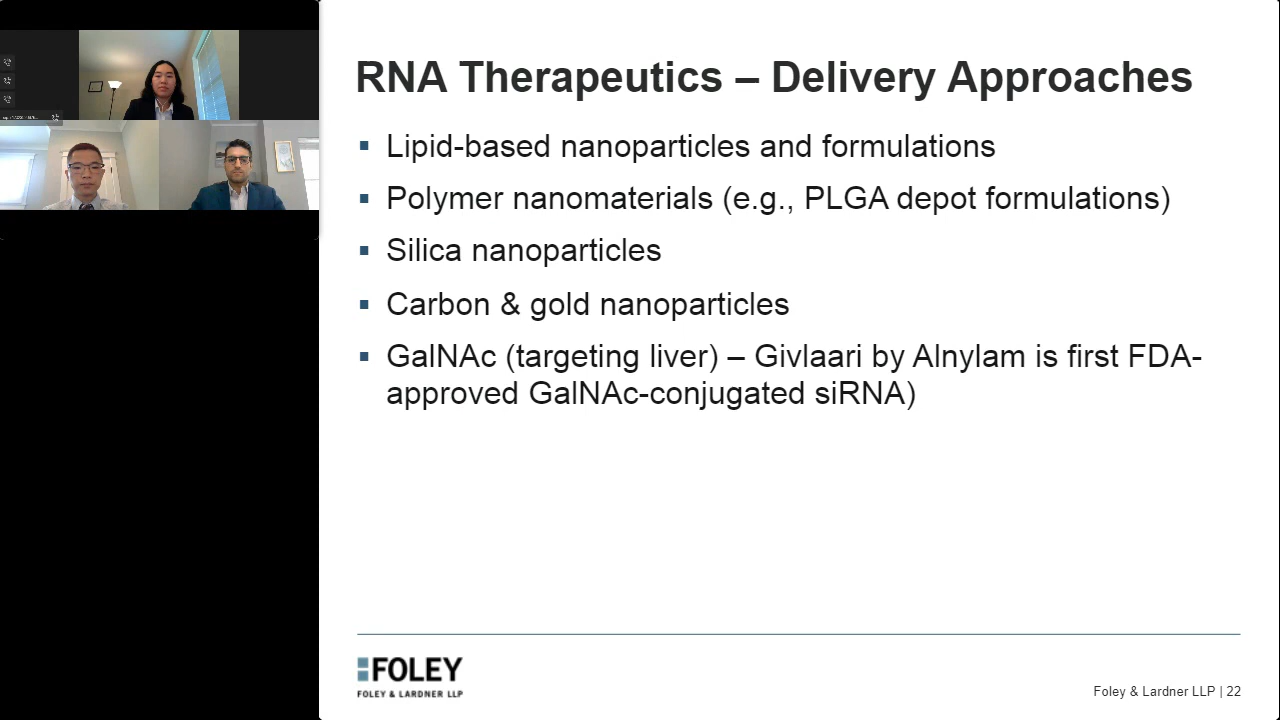 RNA Therapeutics – Delivery Approaches
▪ Lipid-based nanoparticles and formulations
▪ Polymer nanomaterials (e.g., PLGA depot formulations)
▪ Silica nanoparticles
▪ Carbon & gold nanoparticles
▪ GalNAc (targeting liver) – Givlaari by Alnylam is first FDA-
approved GalNAc-conjugated siRNA)
FOLEY
FOLEY & LARDNER LLP
Foley & Lardner LLP | 22